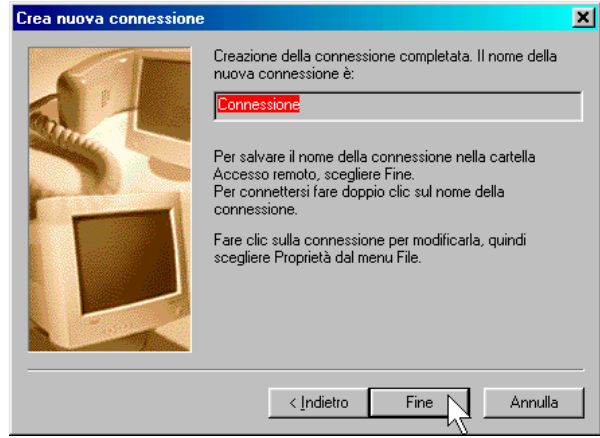 Crea nuova connessione
Creazione della connessione completata. Il nome della
nuova connessione è:
Connessione
Per salvare il nome della connessione nella cartella
Accesso remoto, scegliere Fine.
Per connettersi fare doppio clic sul nome della
connessione.
Fare clic sulla connessione per modificarla, quindi
scegliere Proprietà dal menu File.
< Indietro Fine Annulla